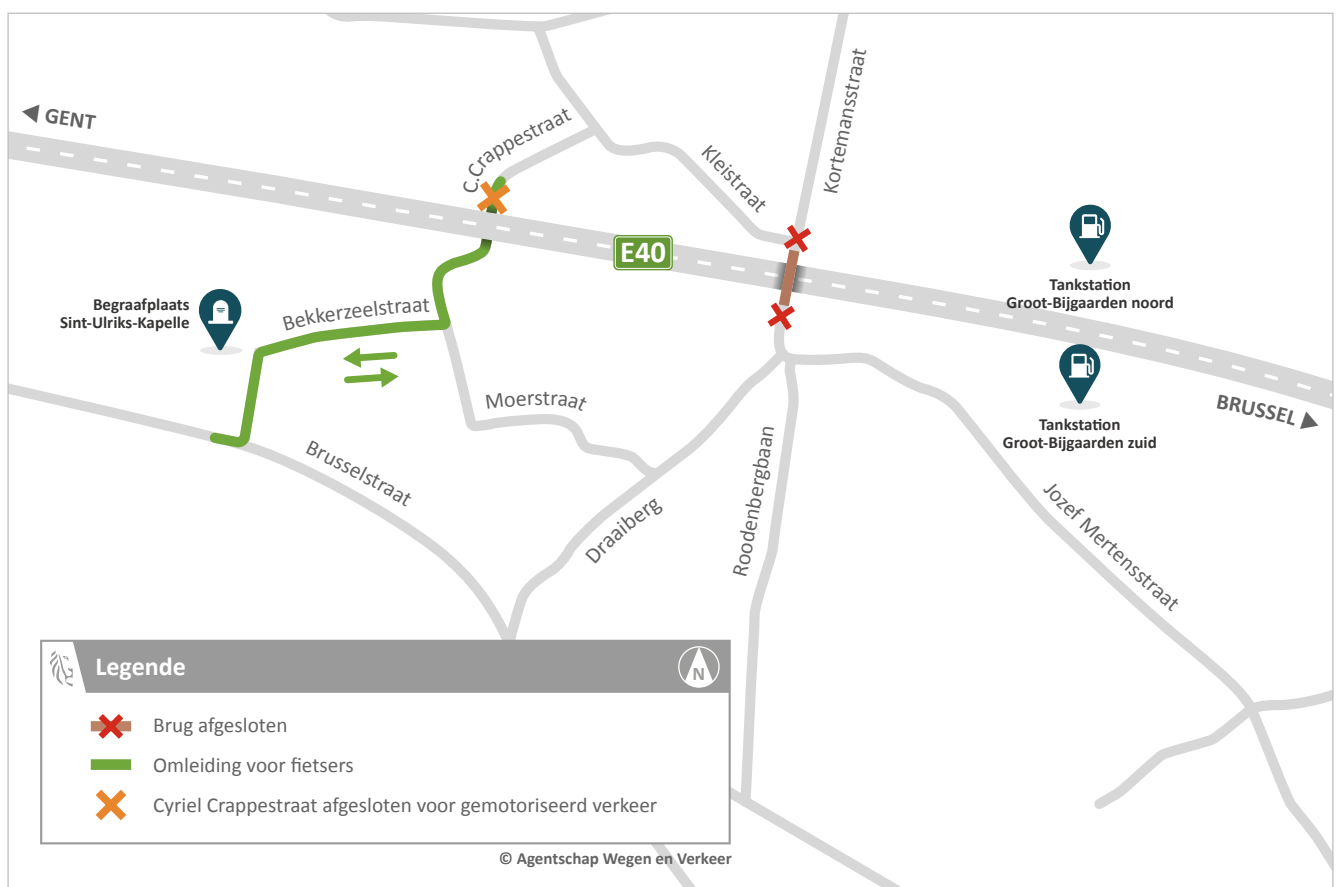 GENT
C.Crappestraat
Kleistraat
Kortemansstraat
E40
Tankstation
Groot-Bijgaarden noord
Begraafplaats
Sint-Ulriks-Kapelle
Bekkerzeelstraat
Moerstraat
BRUSSEL
Tankstation
Groot-Bijgaarden zuid
Brusselstraat
Draaiberg
Roodenbergbaan
Jozef Mertensstraat
Legende
N
Brug afgesloten
Omleiding voor fietsers
Cyriel Crappestraat afgesloten voor gemotoriseerd verkeer
© Agentschap Wegen en Verkeer